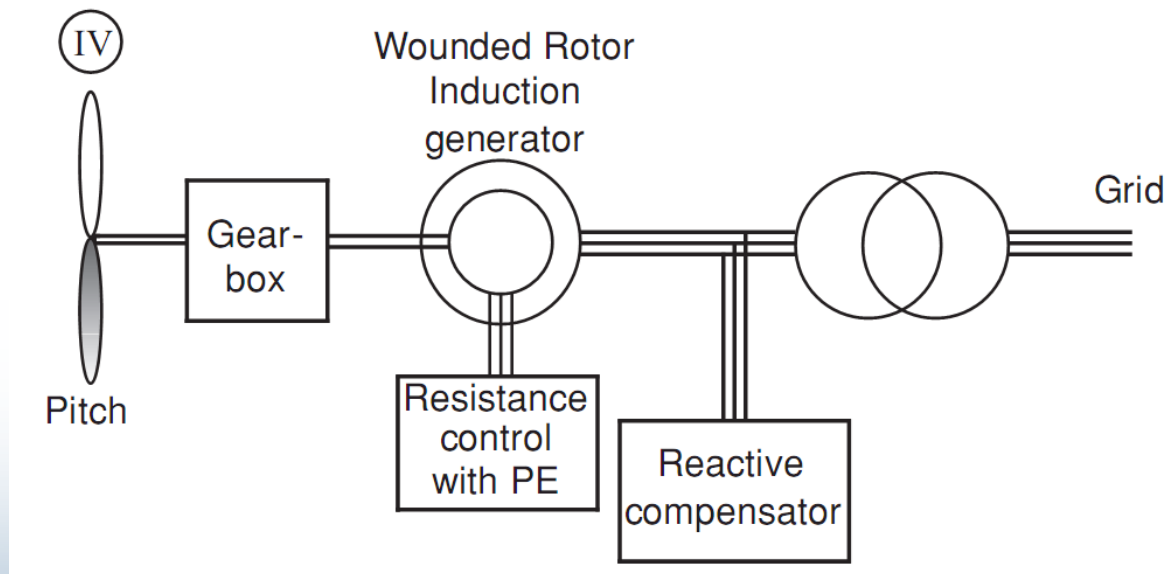 IV
Wounded Rotor
Induction
generator
Grid
Gear-
box
Pitch
Resistance
control
with PE
Reactive
compensator